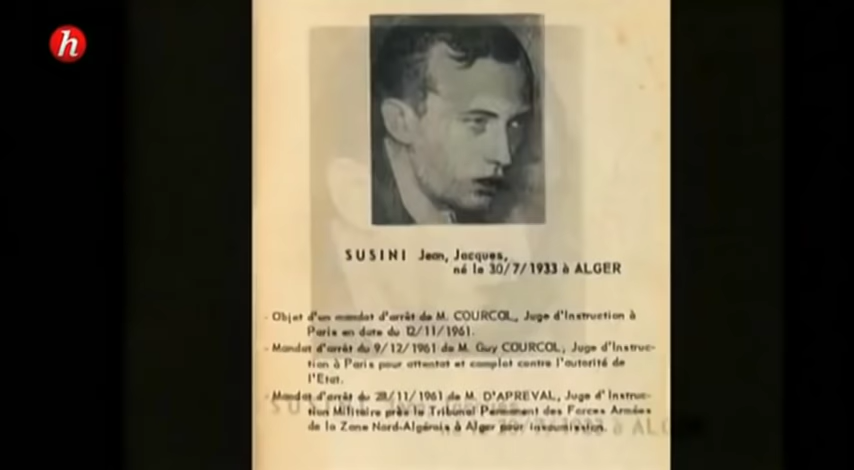 h
SUSINI Jean, Jacques,
né le 30/7/1933 à ALGER
- Objet d'un mandat d'arrêt de M. COURCOL, Juge d'Instruction à
Paris en date du 12/11/1961.
- Mandat d'arrêt du 9/12/1961 de M. Guy COURCOL, Juge d'Instruc-
tion à Paris pour attentat et complot contre l'autorité de
l'Etat.
- Mandat d'arrêt du 28/11/1961 de M. D'APREVAL, Juge d'Instruc-
tion Militaire près le Tribunal Permanent des Forces Armées
de la Zone Nord-Algérois à Alger pour insoumission.